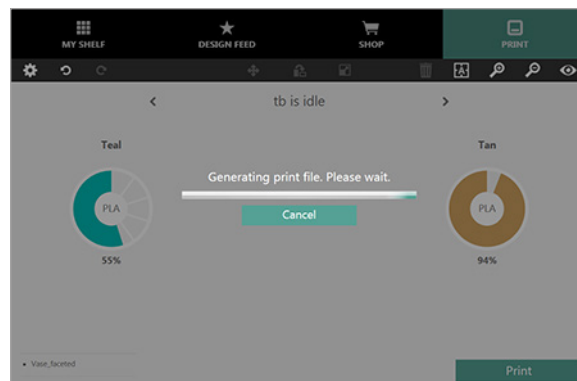 MY SHELF
DESIGN FEED
SHOP
PRINT
A
tb is idle
Teal
Tan
Generating print file. Please wait.
PLA
Cancel
PLA
55%
94%
• Vase_faceted
Print